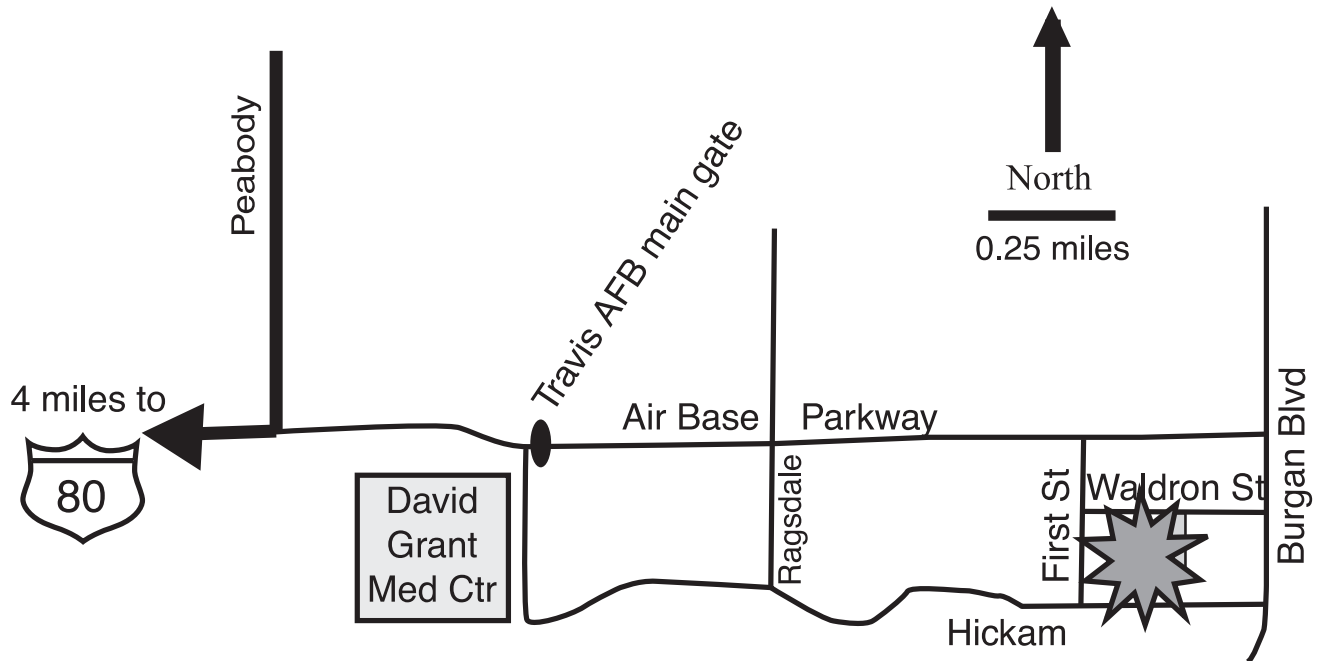 North
0.25 miles
Peabody
Travis AFB main gate
4 miles to
80
Air Base Parkway
Burgan Blvd
David
Grant
Med Ctr
Ragsdale
First St
Waldron St
Hickam